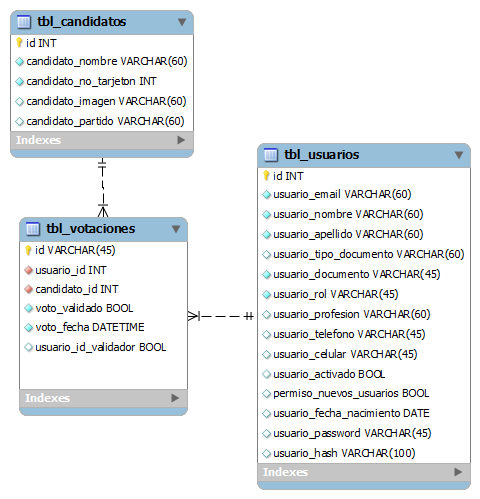 tbl_candidatos
id INT
candidato_nombre VARCHAR(60)
candidato_no_tarjeton INT
candidato_imagen VARCHAR(60)
candidato_partido VARCHAR(60)
Indexes
tbl_votaciones
id VARCHAR(45)
usuario_id INT
candidato_id INT
voto_validado BOOL
voto_fecha DATETIME
usuario_id_validador BOOL
Indexes
tbl_usuarios
id INT
usuario_email VARCHAR(60)
usuario_nombre VARCHAR(60)
usuario_apellido VARCHAR(60)
usuario_tipo_documento VARCHAR(60)
usuario_documento VARCHAR(45)
usuario_rol VARCHAR(45)
usuario_profesion VARCHAR(60)
usuario_telefono VARCHAR(45)
usuario_celular VARCHAR(45)
usuario_activado BOOL
permiso_nuevos_usuarios BOOL
usuario_fecha_nacimiento DATE
usuario_password VARCHAR(45)
usuario_hash VARCHAR(100)
Indexes